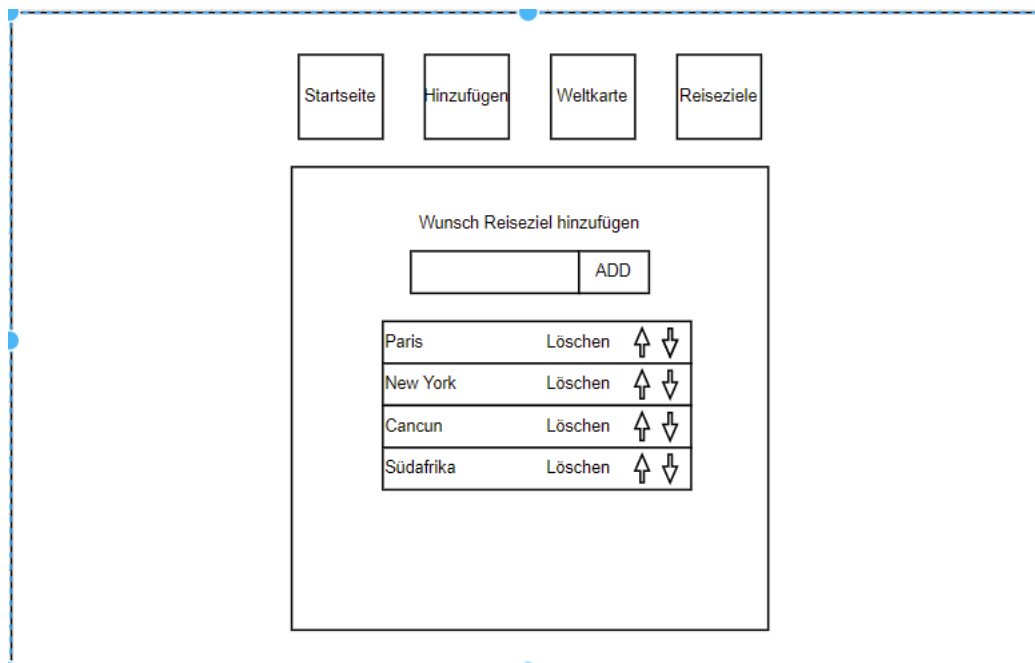 Startseite Hinzufügen Weltkarte Reiseziele
Wunsch Reiseziel hinzufügen
ADD
Paris Löschen
New York Löschen
Cancun Löschen
Südafrika Löschen